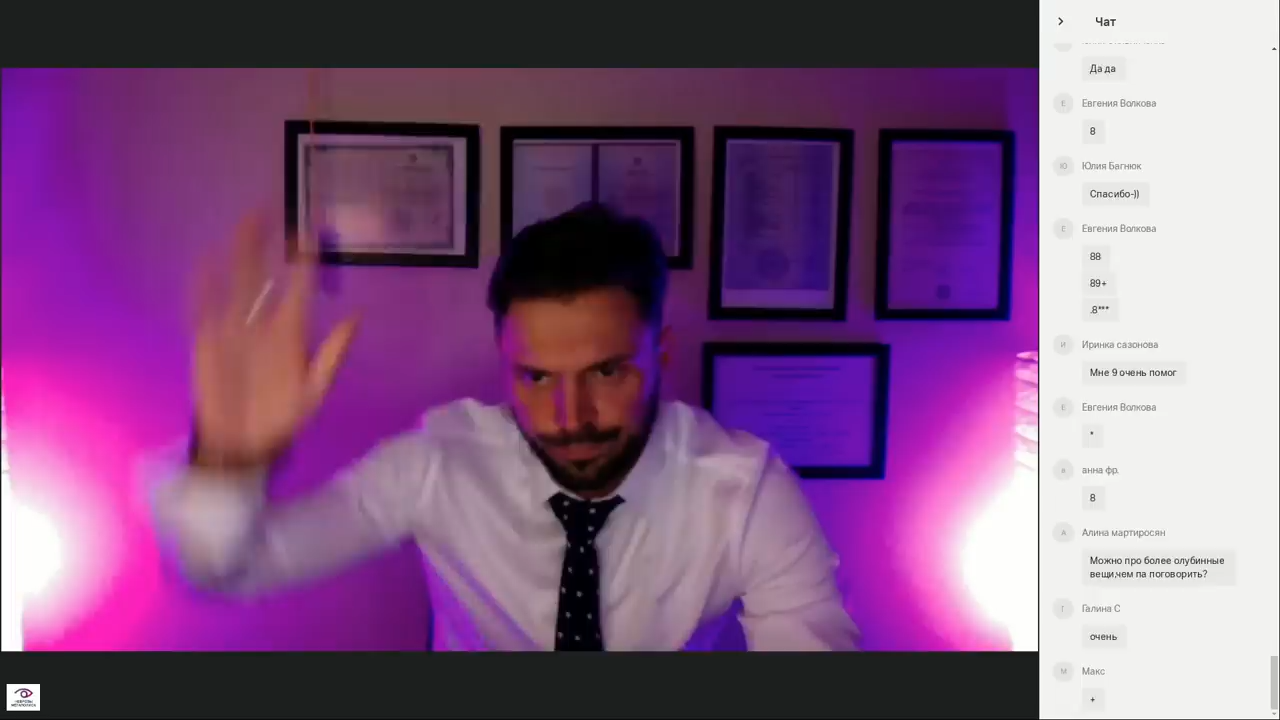 Чат
Да да
Е
Евгения Волкова
8
Ю
Юлия Багнюк
Спасибо-))
Е
Евгения Волкова
88
89+
.8***
И
Иринка сазонова
Мне 9 очень помог
Е
Евгения Волкова
*
а
анна фр.
8
А
Алина мартиросян
Можно про более олубинные
вещи,чем па поговорить?
Г
Галина С
очень
М
Макс
+
НЕВРОЗЫ
МЕГАПОЛИСА